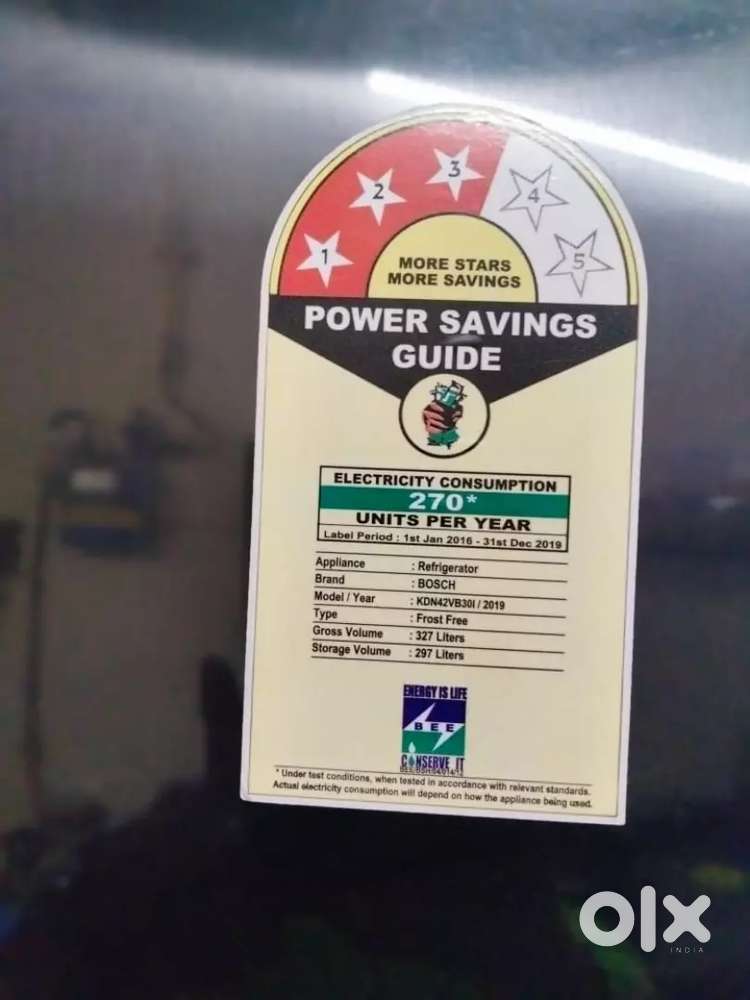 1 2 3 4 5
MORE STARS
MORE SAVINGS
POWER SAVINGS
GUIDE
ELECTRICITY CONSUMPTION
270*
UNITS PER YEAR
Label Period : 1st Jan 2016 - 31st Dec 2019
Appliance : Refrigerator
Brand : BOSCH
Model / Year : KDN42VB30I / 2019
Type : Frost Free
Gross Volume : 327 Liters
Storage Volume : 297 Liters
ENERGY IS LIFE
BEE
CONSERVE IT
* Under test conditions, when tested in accordance with relevant standards.
Actual electricity consumption will depend on how the appliance being used.
olx
INDIA